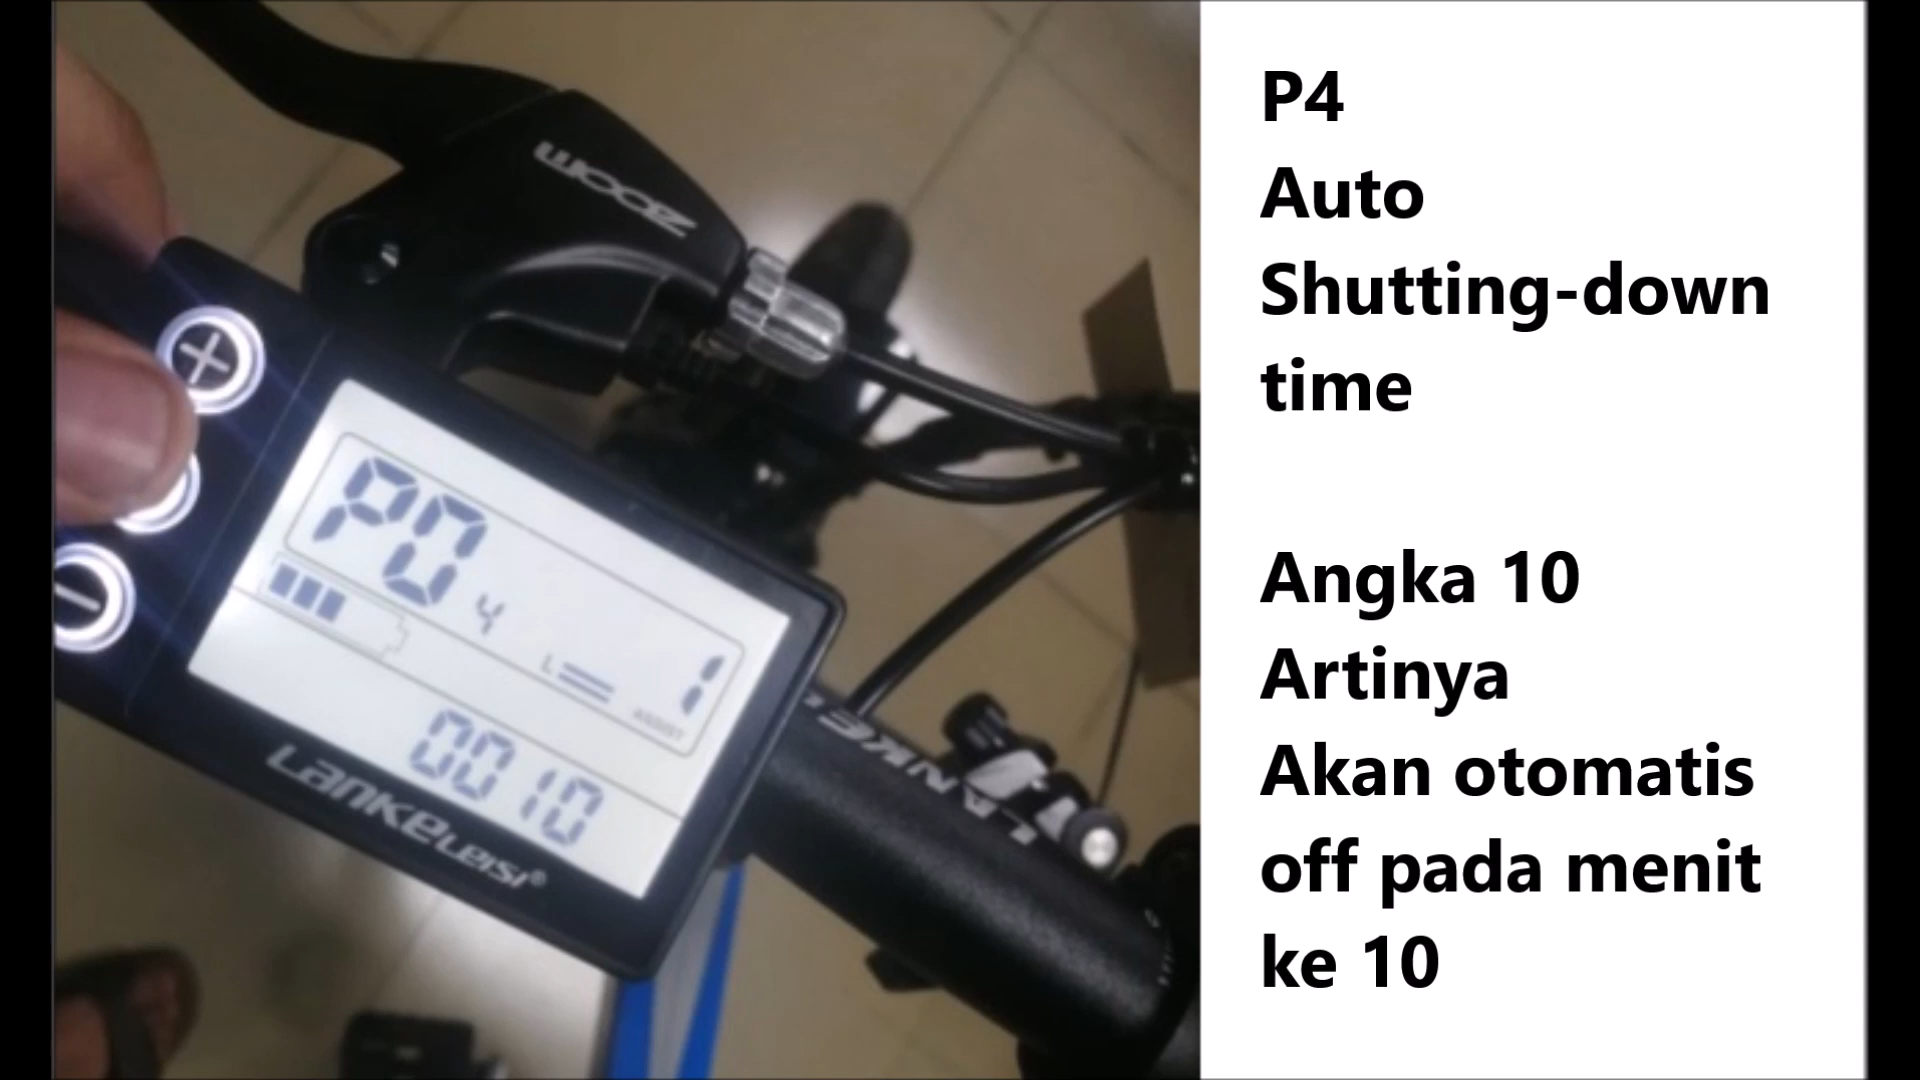 zoom
P0
4
L
1
ASSIST
0010
LANKELEISI®
LANKE
P4
Auto
Shutting-down
time
Angka 10
Artinya
Akan otomatis
off pada menit
ke 10